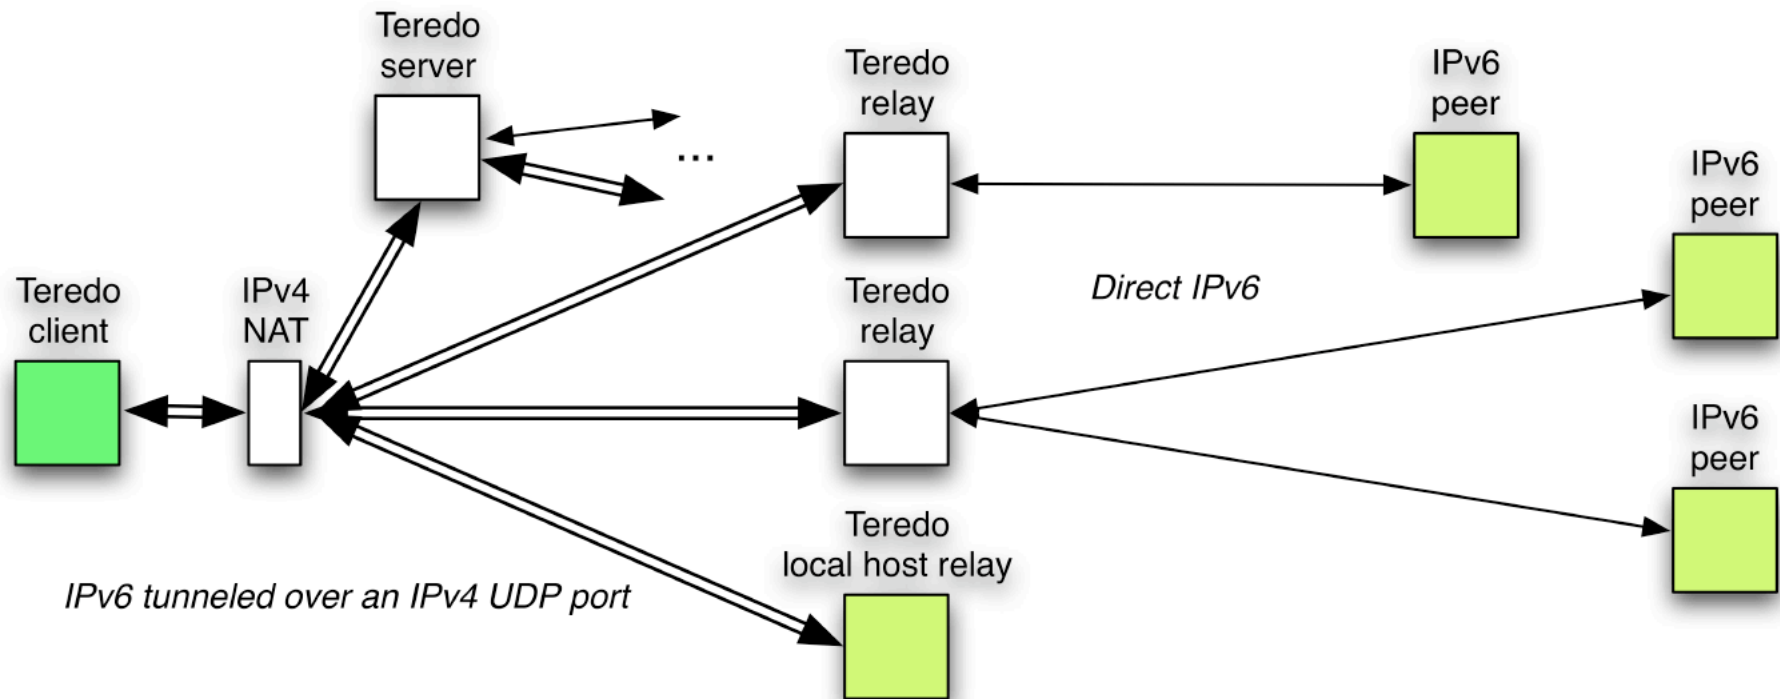 Teredo
server
...
Teredo
relay
IPv6
peer
IPv6
peer
Teredo
client
IPv4
NAT
Teredo
relay
Direct IPv6
IPv6
peer
Teredo
local host relay
IPv6 tunneled over an IPv4 UDP port